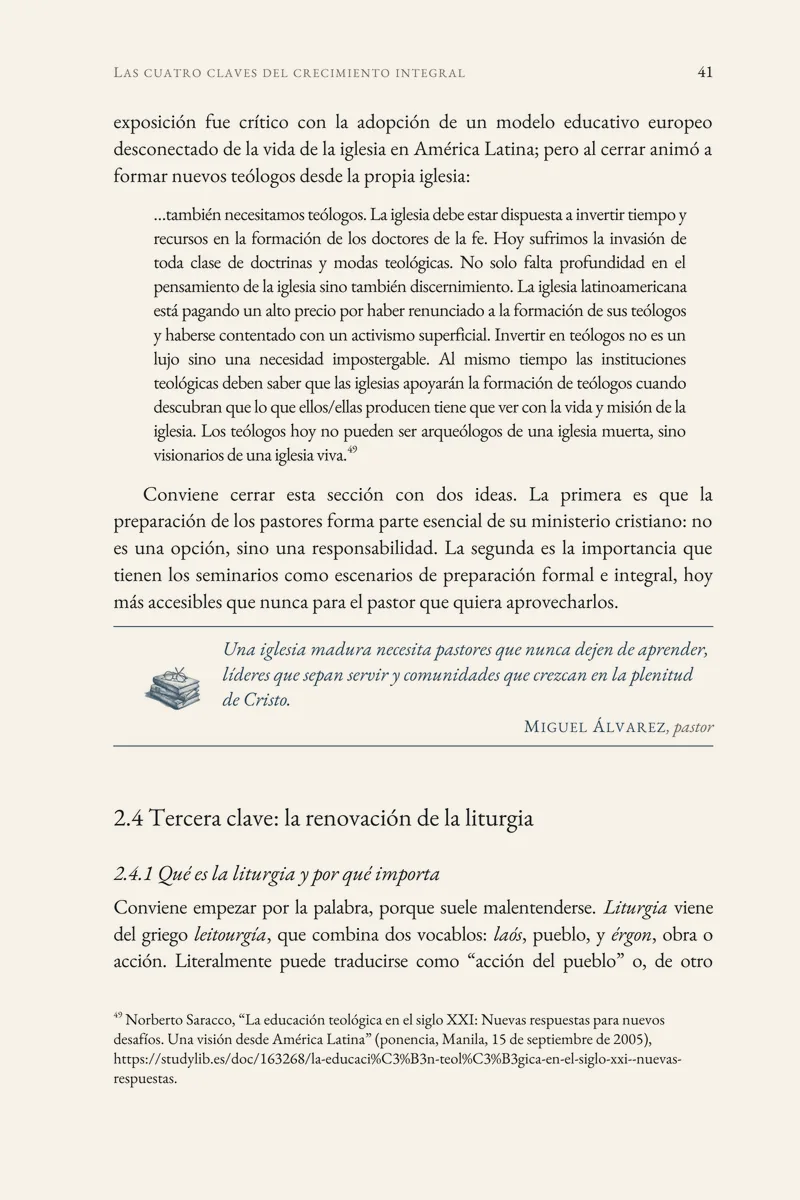 LAS CUATRO CLAVES DEL CRECIMIENTO INTEGRAL 41
exposición fue crítico con la adopción de un modelo educativo europeo
desconectado de la vida de la iglesia en América Latina; pero al cerrar animó a
formar nuevos teólogos desde la propia iglesia:
...también necesitamos teólogos. La iglesia debe estar dispuesta a invertir tiempo y
recursos en la formación de los doctores de la fe. Hoy sufrimos la invasión de
toda clase de doctrinas y modas teológicas. No solo falta profundidad en el
pensamiento de la iglesia sino también discernimiento. La iglesia latinoamericana
está pagando un alto precio por haber renunciado a la formación de sus teólogos
y haberse contentado con un activismo superficial. Invertir en teólogos no es un
lujo sino una necesidad impostergable. Al mismo tiempo las instituciones
teológicas deben saber que las iglesias apoyarán la formación de teólogos cuando
descubran que lo que ellos/ellas producen tiene que ver con la vida y misión de la
iglesia. Los teólogos hoy no pueden ser arqueólogos de una iglesia muerta, sino
visionarios de una iglesia viva.49
Conviene cerrar esta sección con dos ideas. La primera es que la
preparación de los pastores forma parte esencial de su ministerio cristiano: no
es una opción, sino una responsabilidad. La segunda es la importancia que
tienen los seminarios como escenarios de preparación formal e integral, hoy
más accesibles que nunca para el pastor que quiera aprovecharlos.
Una iglesia madura necesita pastores que nunca dejen de aprender,
líderes que sepan servir y comunidades que crezcan en la plenitud
de Cristo.
MIGUEL ÁLVAREZ, pastor
2.4 Tercera clave: la renovación de la liturgia
2.4.1 Qué es la liturgia y por qué importa
Conviene empezar por la palabra, porque suele malentenderse. Liturgia viene
del griego leitourgía, que combina dos vocablos: laós, pueblo, y érgon, obra o
acción. Literalmente puede traducirse como “acción del pueblo” o, de otro
49 Norberto Saracco, “La educación teológica en el siglo XXI: Nuevas respuestas para nuevos
desafíos. Una visión desde América Latina” (ponencia, Manila, 15 de septiembre de 2005),
https://studylib.es/doc/163268/la-educaci%C3%B3n-teol%C3%B3gica-en-el-siglo-xxi--nuevas-
respuestas.